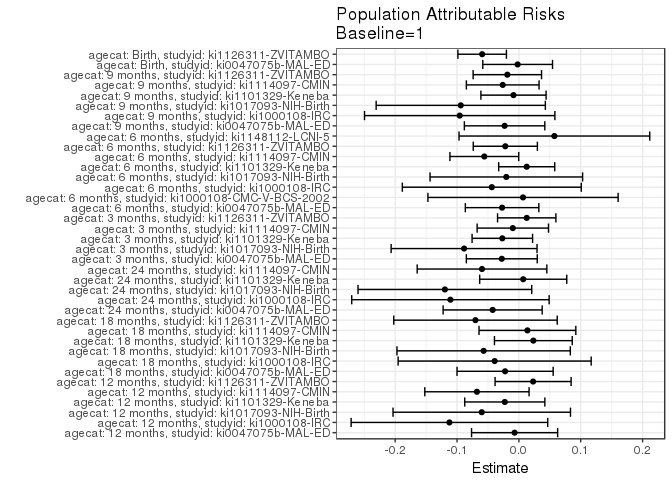 Population Attributable Risks
Baseline=1
agecat: Birth, studyid: ki1126311-ZVITAMBO
agecat: Birth, studyid: ki0047075b-MAL-ED
agecat: 9 months, studyid: ki1126311-ZVITAMBO
agecat: 9 months, studyid: ki1114097-CMIN
agecat: 9 months, studyid: ki1101329-Keneba
agecat: 9 months, studyid: ki1017093-NIH-Birth
agecat: 9 months, studyid: ki1000108-IRC
agecat: 9 months, studyid: ki0047075b-MAL-ED
agecat: 6 months, studyid: ki1148112-LCNI-5
agecat: 6 months, studyid: ki1126311-ZVITAMBO
agecat: 6 months, studyid: ki1114097-CMIN
agecat: 6 months, studyid: ki1101329-Keneba
agecat: 6 months, studyid: ki1017093-NIH-Birth
agecat: 6 months, studyid: ki1000108-IRC
agecat: 6 months, studyid: ki1000108-CMC-V-BCS-2002
agecat: 6 months, studyid: ki0047075b-MAL-ED
agecat: 3 months, studyid: ki1126311-ZVITAMBO
agecat: 3 months, studyid: ki1114097-CMIN
agecat: 3 months, studyid: ki1101329-Keneba
agecat: 3 months, studyid: ki1017093-NIH-Birth
agecat: 3 months, studyid: ki0047075b-MAL-ED
agecat: 24 months, studyid: ki1114097-CMIN
agecat: 24 months, studyid: ki1101329-Keneba
agecat: 24 months, studyid: ki1017093-NIH-Birth
agecat: 24 months, studyid: ki1000108-IRC
agecat: 24 months, studyid: ki0047075b-MAL-ED
agecat: 18 months, studyid: ki1126311-ZVITAMBO
agecat: 18 months, studyid: ki1114097-CMIN
agecat: 18 months, studyid: ki1101329-Keneba
agecat: 18 months, studyid: ki1017093-NIH-Birth
agecat: 18 months, studyid: ki1000108-IRC
agecat: 18 months, studyid: ki0047075b-MAL-ED
agecat: 12 months, studyid: ki1126311-ZVITAMBO
agecat: 12 months, studyid: ki1114097-CMIN
agecat: 12 months, studyid: ki1101329-Keneba
agecat: 12 months, studyid: ki1017093-NIH-Birth
agecat: 12 months, studyid: ki1000108-IRC
agecat: 12 months, studyid: ki0047075b-MAL-ED
-0.2 -0.1 0.0 0.1 0.2
Estimate